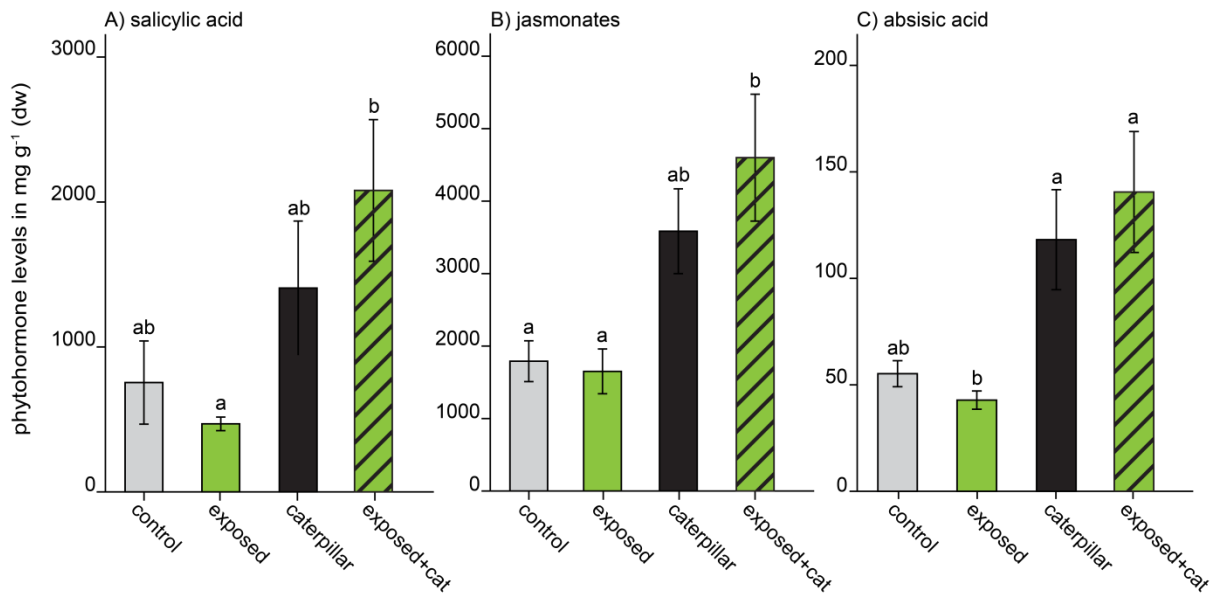 A) salicylic acid
B) jasmonates
C) absisic acid
phytohormone levels in mg g⁻¹ (dw)
3000
2000
1000
0
ab
a
ab
b
control
exposed
caterpillar
exposed+cat
6000
5000
4000
3000
2000
1000
0
a
a
ab
b
control
exposed
caterpillar
exposed+cat
200
150
100
50
0
ab
b
a
a
control
exposed
caterpillar
exposed+cat